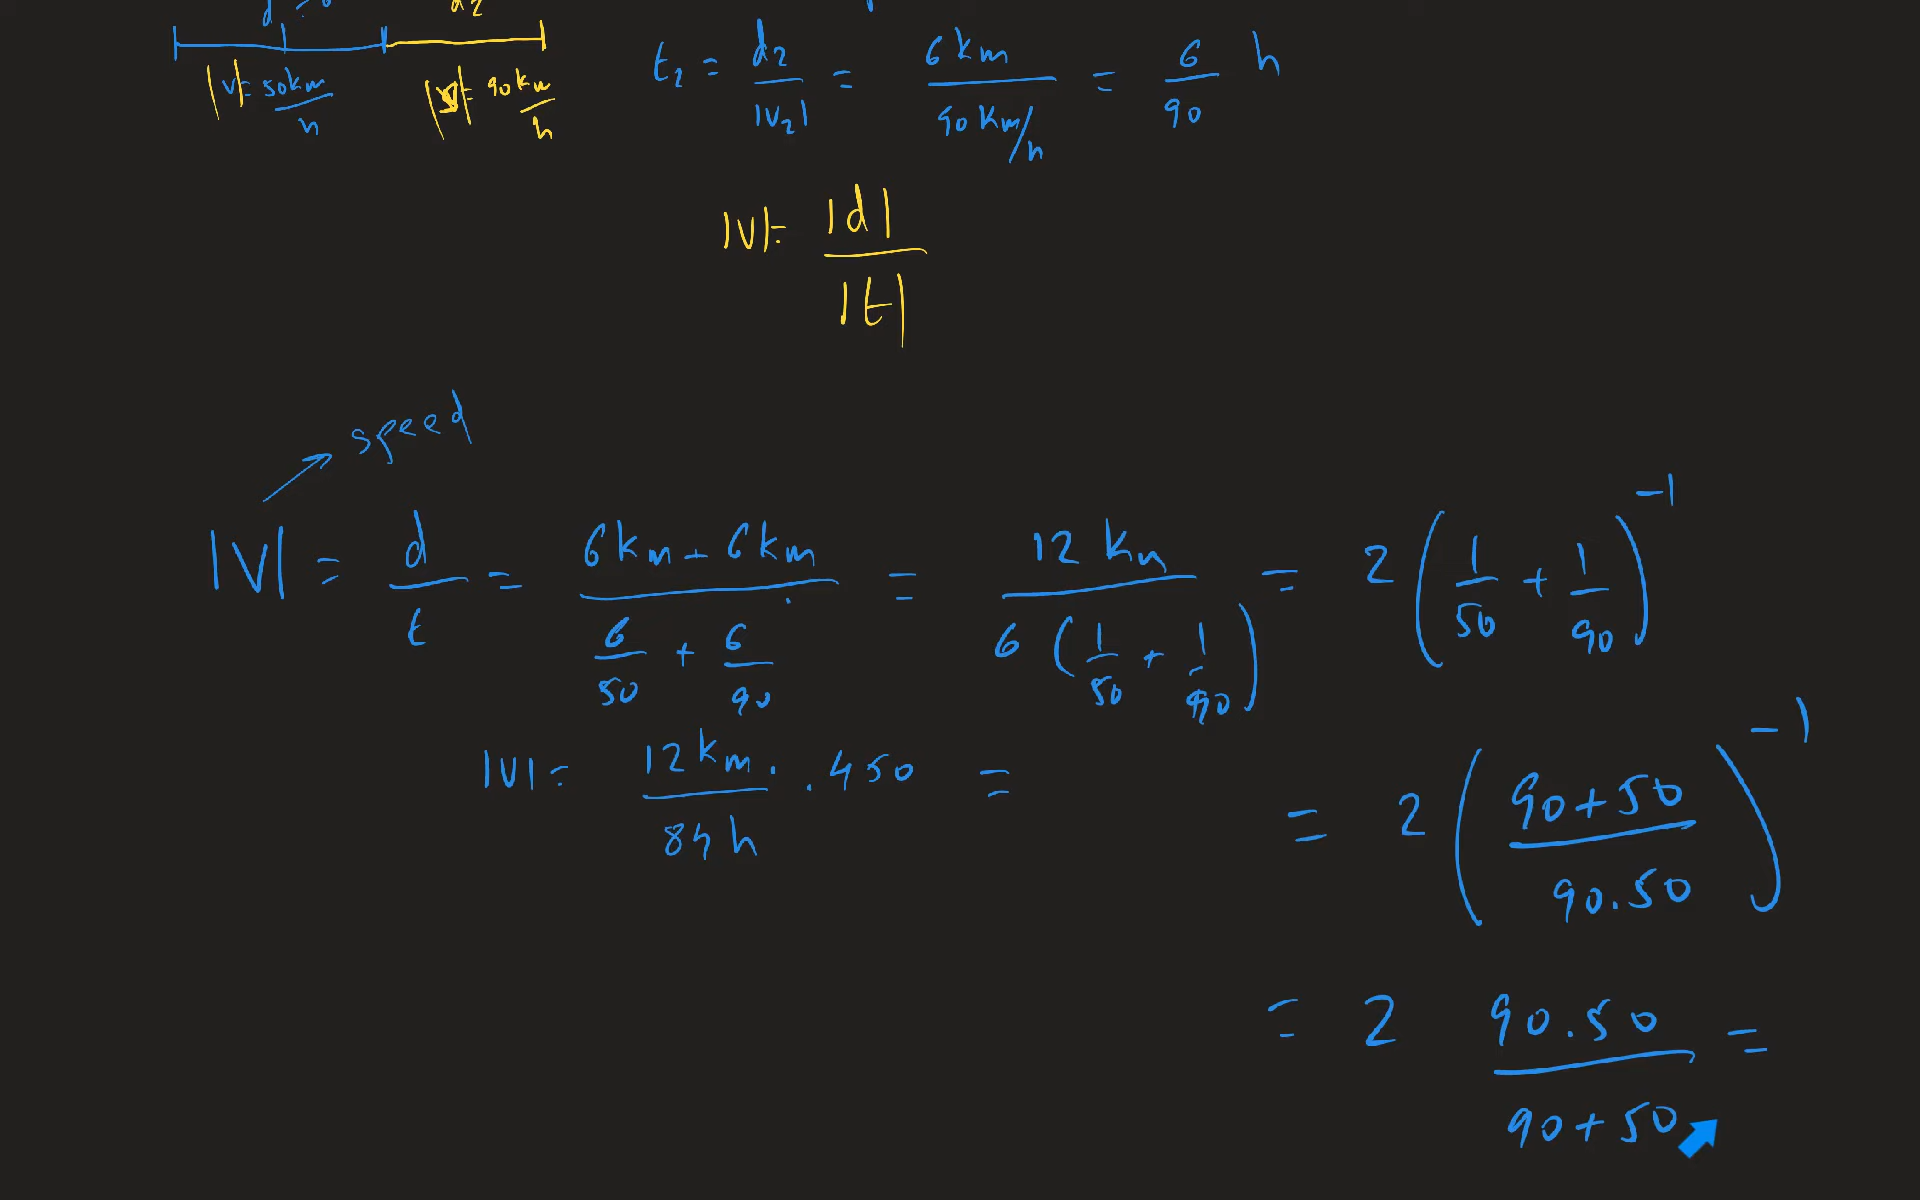 d₂
|V|= 50 km/h
|V|= 90 km/h
t₂ = d₂/|V₂| = 6 km/90 km/h = 6/90 h
|V|= |d|/|t|
speed
|V| = d/t = (6 km + 6 km)/(6/50 + 6/90) = 12 km/(6 (1/50 + 1/90)) = 2 (1/50 + 1/90)⁻¹
|V| = 12 km/84 h . 450 =
= 2 ((90+50)/(90.50))⁻¹
= 2 (90.50)/(90+50) =